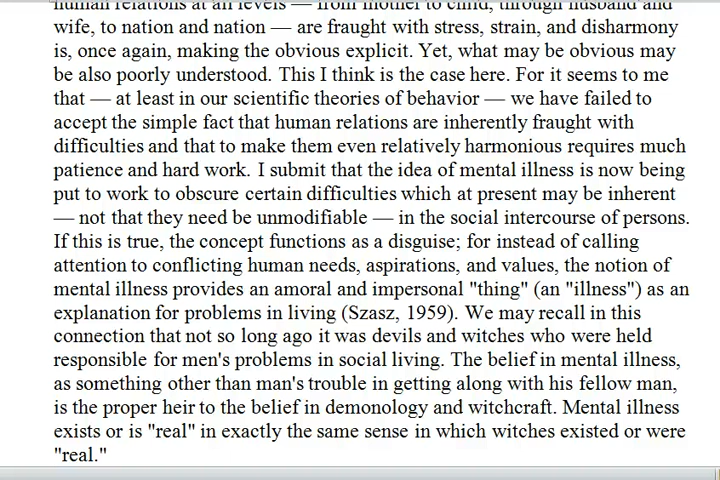 human relations at all levels — from mother to child, through husband and
wife, to nation and nation — are fraught with stress, strain, and disharmony
is, once again, making the obvious explicit. Yet, what may be obvious may
be also poorly understood. This I think is the case here. For it seems to me
that — at least in our scientific theories of behavior — we have failed to
accept the simple fact that human relations are inherently fraught with
difficulties and that to make them even relatively harmonious requires much
patience and hard work. I submit that the idea of mental illness is now being
put to work to obscure certain difficulties which at present may be inherent
— not that they need be unmodifiable — in the social intercourse of persons.
If this is true, the concept functions as a disguise; for instead of calling
attention to conflicting human needs, aspirations, and values, the notion of
mental illness provides an amoral and impersonal "thing" (an "illness") as an
explanation for problems in living (Szasz, 1959). We may recall in this
connection that not so long ago it was devils and witches who were held
responsible for men's problems in social living. The belief in mental illness,
as something other than man's trouble in getting along with his fellow man,
is the proper heir to the belief in demonology and witchcraft. Mental illness
exists or is "real" in exactly the same sense in which witches existed or were
"real."